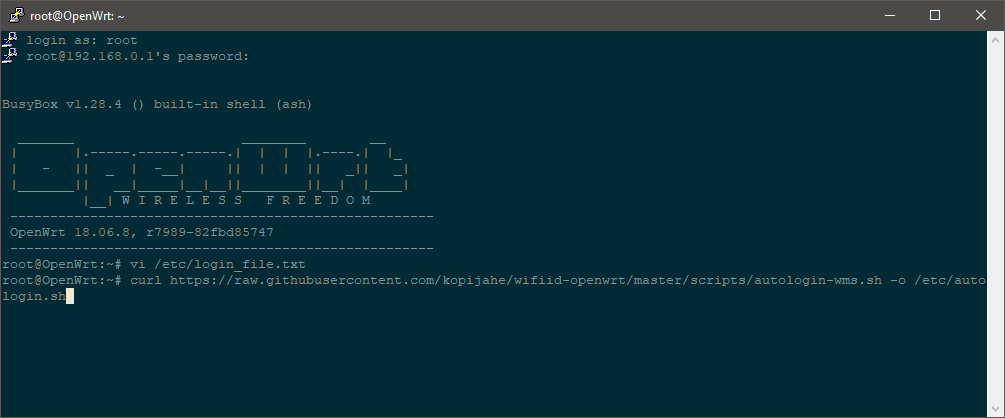 root@OpenWrt: ~
login as: root
root@192.168.0.1's password:
BusyBox v1.28.4 () built-in shell (ash)
 _______                     ________        __
|       |.-----.-----.-----.|  |  |  |.----.|  |_
|   -   ||  _  |  -__|     ||  |  |  ||   _||   _|
|_______||   __|_____|__|__||________||__|  |____|
         |__| W I R E L E S S   F R E E D O M
-----------------------------------------------------
OpenWrt 18.06.8, r7989-82fbd85747
-----------------------------------------------------
root@OpenWrt:~# vi /etc/login_file.txt
root@OpenWrt:~# curl https://raw.githubusercontent.com/kopijahe/wifiid-openwrt/master/scripts/autologin-wms.sh -o /etc/auto
login.sh